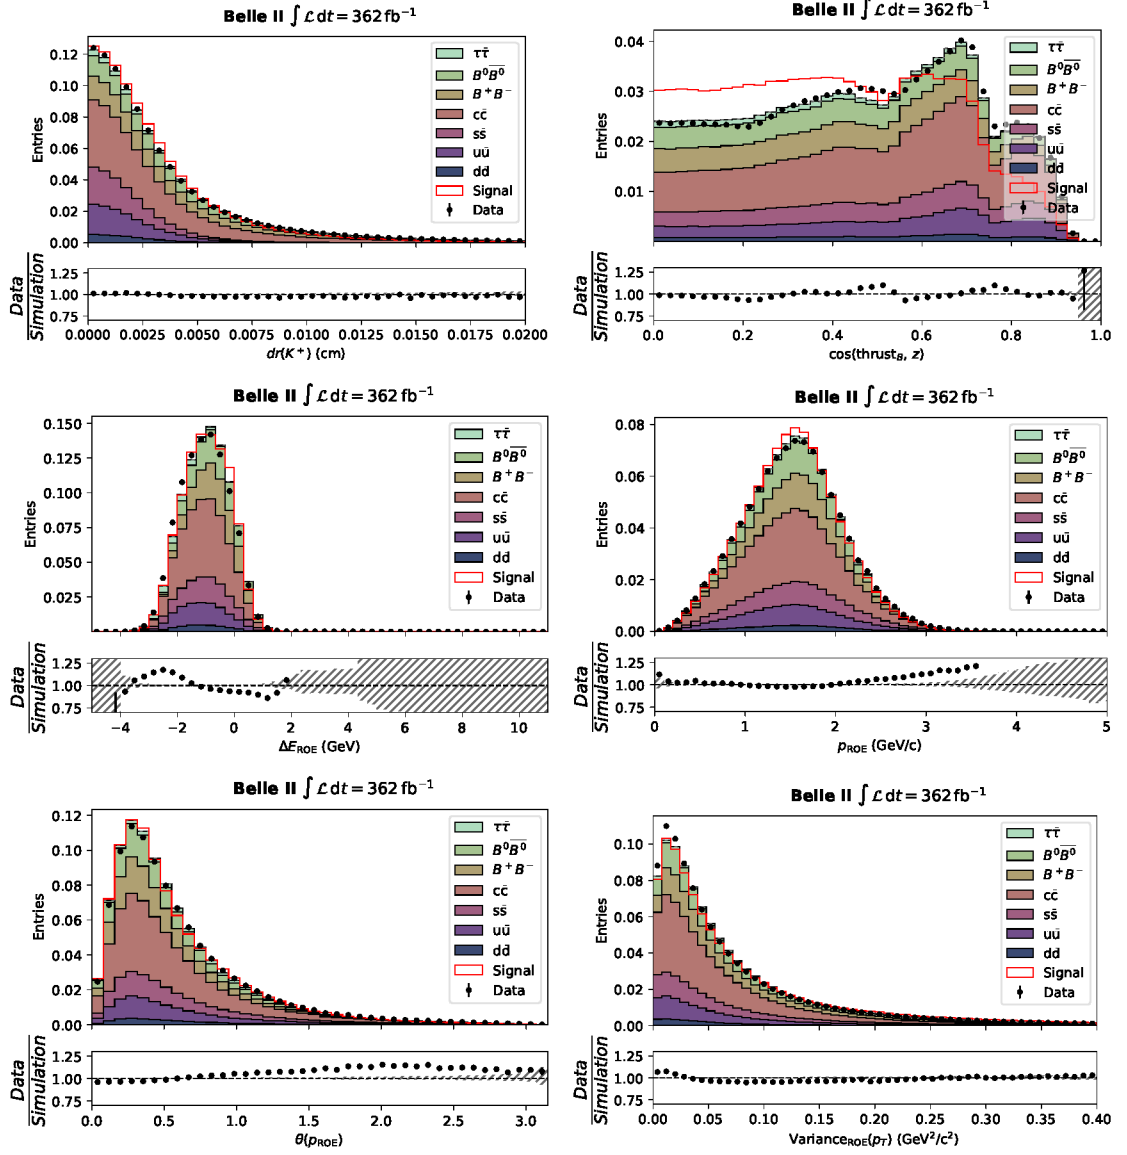 Belle II ∫ ℒ dt = 362 fb⁻¹
Entries
0.12
0.10
0.08
0.06
0.04
0.02
0.00
ττ̄
B⁰B̄⁰
B⁺B⁻
cc̄
ss̄
uū
dd̄
Signal
Data
Data
Simulation
1.25
1.00
0.75
0.0000 0.0025 0.0050 0.0075 0.0100 0.0125 0.0150 0.0175 0.0200
dr(K⁺) (cm)
Belle II ∫ ℒ dt = 362 fb⁻¹
Entries
0.04
0.03
0.02
0.01
ττ̄
B⁰B̄⁰
B⁺B⁻
cc̄
ss̄
uū
dd̄
Signal
Data
Data
Simulation
1.25
1.00
0.75
0.0 0.2 0.4 0.6 0.8 1.0
cos(thrust_B, z)
Belle II ∫ ℒ dt = 362 fb⁻¹
Entries
0.150
0.125
0.100
0.075
0.050
0.025
ττ̄
B⁰B̄⁰
B⁺B⁻
cc̄
ss̄
uū
dd̄
Signal
Data
Data
Simulation
1.25
1.00
0.75
−4 −2 0 2 4 6 8 10
ΔE_ROE (GeV)
Belle II ∫ ℒ dt = 362 fb⁻¹
Entries
0.08
0.06
0.04
0.02
0.00
ττ̄
B⁰B̄⁰
B⁺B⁻
cc̄
ss̄
uū
dd̄
Signal
Data
Data
Simulation
1.25
1.00
0.75
0 1 2 3 4 5
p_ROE (GeV/c)
Belle II ∫ ℒ dt = 362 fb⁻¹
Entries
0.12
0.10
0.08
0.06
0.04
0.02
0.00
ττ̄
B⁰B̄⁰
B⁺B⁻
cc̄
ss̄
uū
dd̄
Signal
Data
Data
Simulation
1.25
1.00
0.75
0.0 0.5 1.0 1.5 2.0 2.5 3.0
θ(p_ROE)
Belle II ∫ ℒ dt = 362 fb⁻¹
Entries
0.10
0.08
0.06
0.04
0.02
0.00
ττ̄
B⁰B̄⁰
B⁺B⁻
cc̄
ss̄
uū
dd̄
Signal
Data
Data
Simulation
1.25
1.00
0.75
0.00 0.05 0.10 0.15 0.20 0.25 0.30 0.35 0.40
Variance_ROE(p_T) (GeV²/c²)